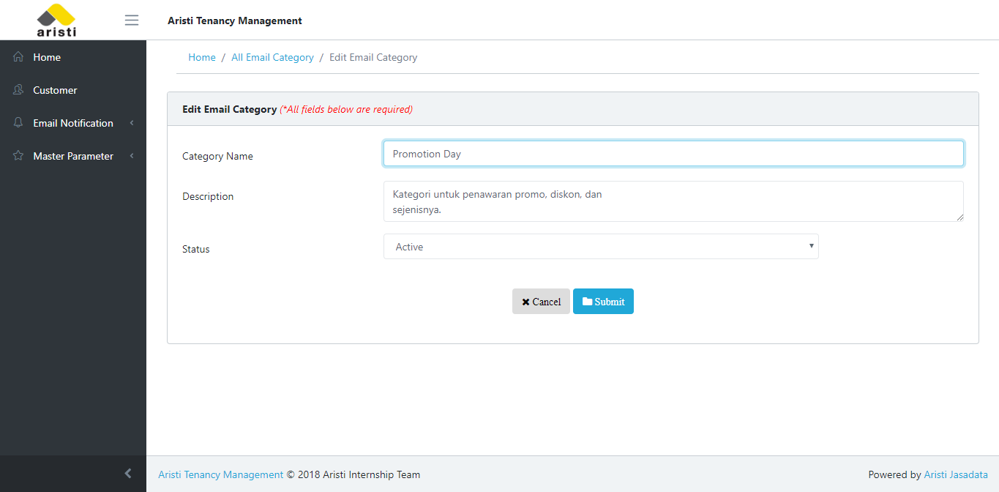 aristi
Aristi Tenancy Management
Home
Customer
Email Notification
Master Parameter
Home / All Email Category / Edit Email Category
Edit Email Category (*All fields below are required)
Category Name
Promotion Day
Description
Kategori untuk penawaran promo, diskon, dan
sejenisnya.
Status
Active
Cancel
Submit
Aristi Tenancy Management © 2018 Aristi Internship Team
Powered by Aristi Jasadata